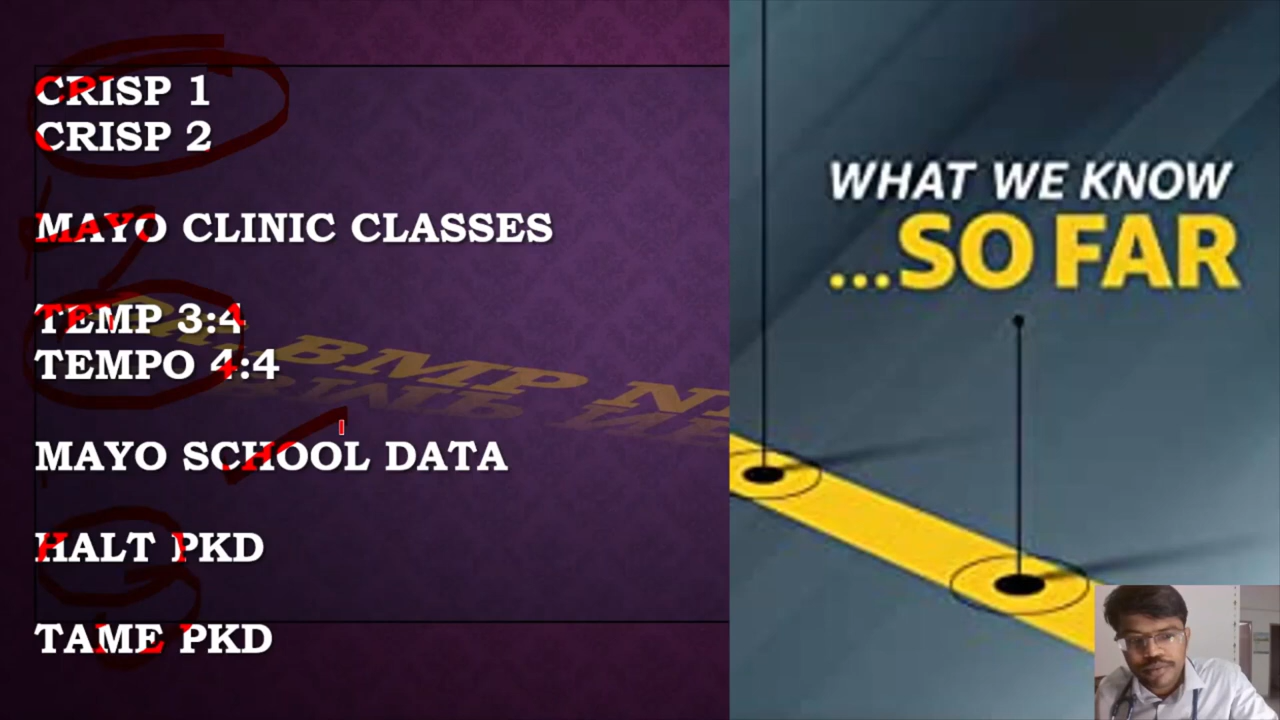 CRISP 1
CRISP 2
MAYO CLINIC CLASSES
TEMP 3:4
TEMPO 4:4
MAYO SCHOOL DATA
HALT PKD
TAME PKD
WHAT WE KNOW
...SO FAR
BMP